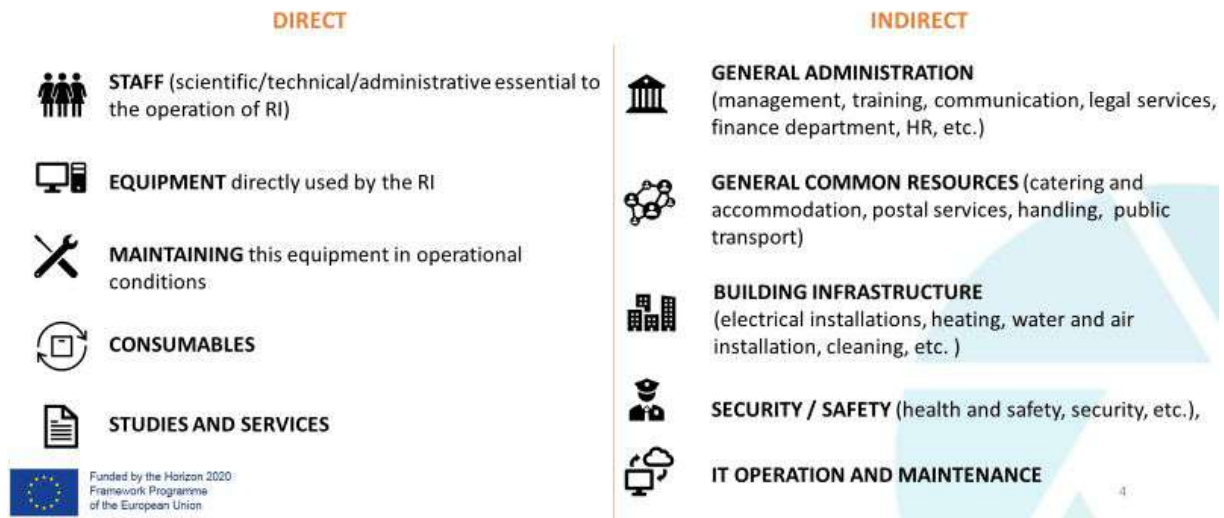 DIRECT
STAFF (scientific/technical/administrative essential to
the operation of RI)
EQUIPMENT directly used by the RI
MAINTAINING this equipment in operational
conditions
CONSUMABLES
STUDIES AND SERVICES
Funded by the Horizon 2020
Framework Programme
of the European Union
INDIRECT
GENERAL ADMINISTRATION
(management, training, communication, legal services,
finance department, HR, etc.)
GENERAL COMMON RESOURCES (catering and
accommodation, postal services, handling, public
transport)
BUILDING INFRASTRUCTURE
(electrical installations, heating, water and air
installation, cleaning, etc. )
SECURITY / SAFETY (health and safety, security, etc.),
IT OPERATION AND MAINTENANCE
4